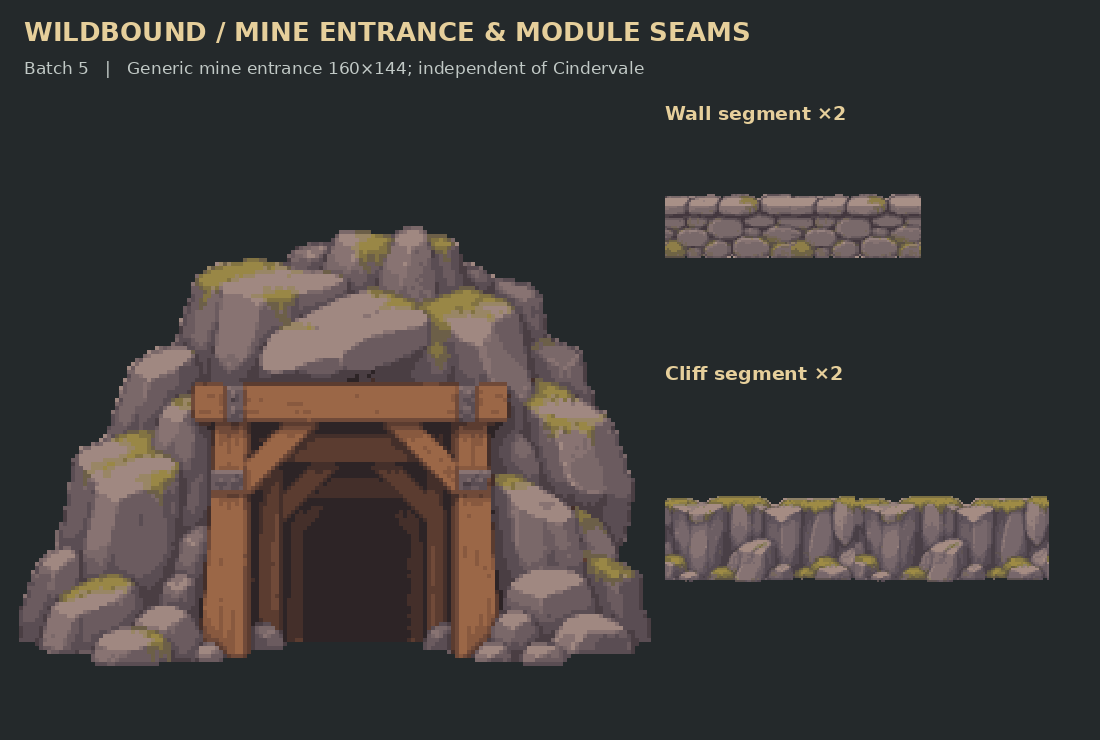 WILDBOUND / MINE ENTRANCE & MODULE SEAMS
Batch 5 | Generic mine entrance 160×144; independent of Cindervale
Wall segment ×2
Cliff segment ×2